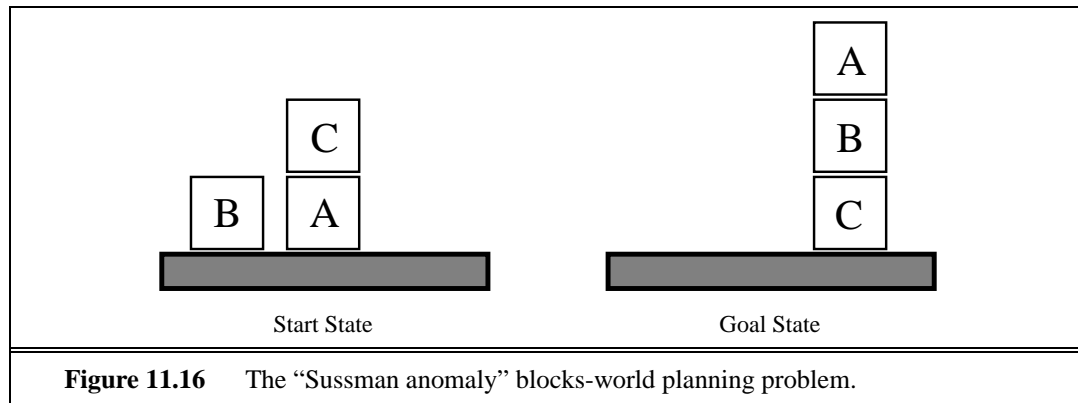 A
C
B
B
A
C
Start State
Goal State
Figure 11.16 The “Sussman anomaly” blocks-world planning problem.